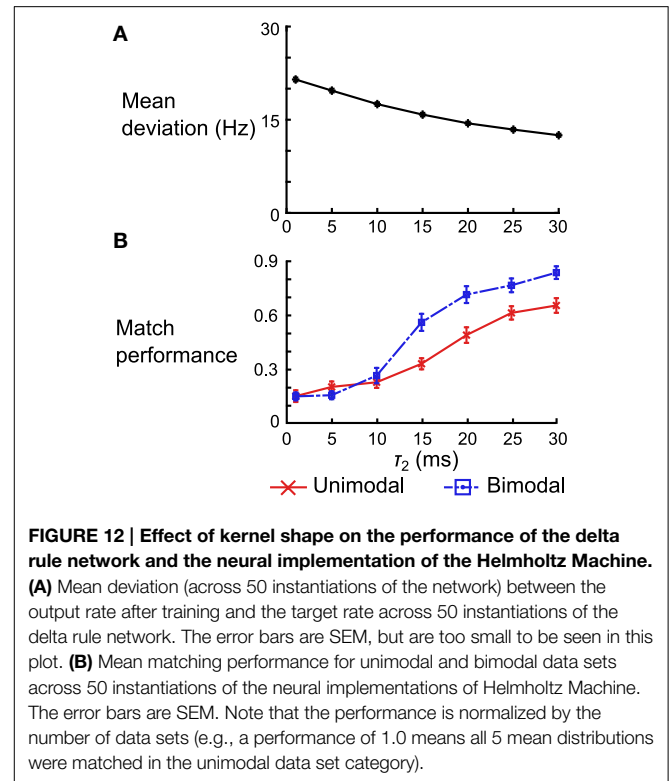 A
30
Mean
deviation (Hz)
15
0
0 5 10 15 20 25 30
B
0.9
Match
performance
0.6
0.3
0
0 5 10 15 20 25 30
τ2 (ms)
Unimodal Bimodal
FIGURE 12 | Effect of kernel shape on the performance of the delta
rule network and the neural implementation of the Helmholtz Machine.
(A) Mean deviation (across 50 instantiations of the network) between the
output rate after training and the target rate across 50 instantiations of the
delta rule network. The error bars are SEM, but are too small to be seen in this
plot. (B) Mean matching performance for unimodal and bimodal data sets
across 50 instantiations of the neural implementations of Helmholtz Machine.
The error bars are SEM. Note that the performance is normalized by the
number of data sets (e.g., a performance of 1.0 means all 5 mean distributions
were matched in the unimodal data set category).